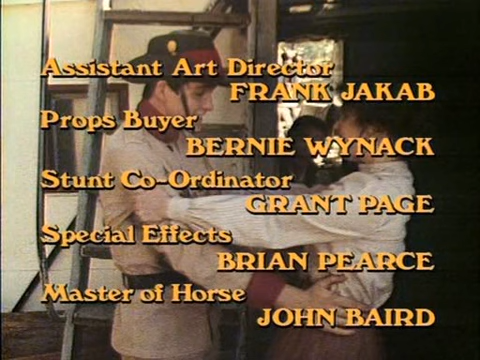 Assistant Art Director
FRANK JAKAB
Props Buyer
BERNIE WYNACK
Stunt Co-Ordinator
GRANT PAGE
Special Effects
BRIAN PEARCE
Master of Horse
JOHN BAIRD